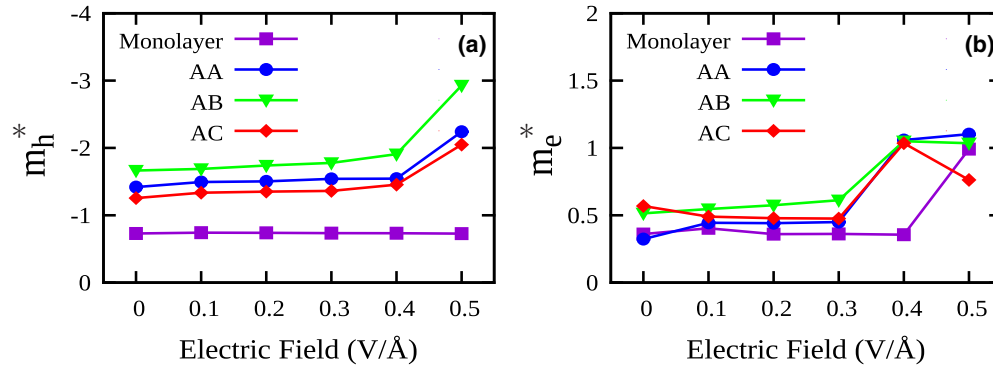 -4
-3
-2
-1
0
m*h
Monolayer
AA
AB
AC
(a)
0 0.1 0.2 0.3 0.4 0.5
Electric Field (V/Å)
2
1.5
1
0.5
0
m*e
Monolayer
AA
AB
AC
(b)
0 0.1 0.2 0.3 0.4 0.5
Electric Field (V/Å)